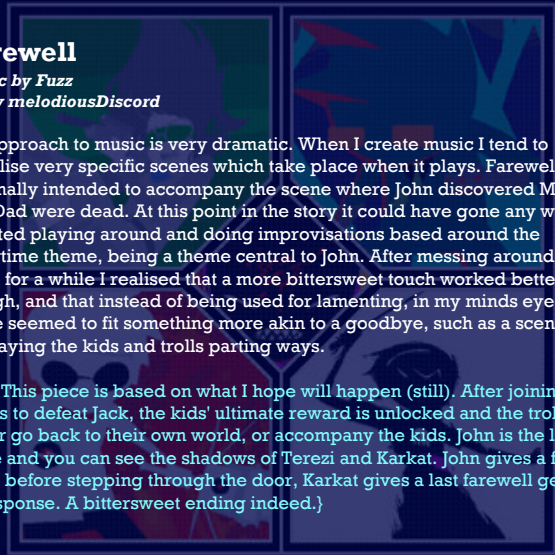 rewell
c by Fuzz
y melodiousDiscord
pproach to music is very dramatic. When I create music I tend to
lise very specific scenes which take place when it plays. Farewel
nally intended to accompany the scene where John discovered M
Dad were dead. At this point in the story it could have gone any w
ted playing around and doing improvisations based around the
time theme, being a theme central to John. After messing around
for a while I realised that a more bittersweet touch worked bette
gh, and that instead of being used for lamenting, in my minds eye
e seemed to fit something more akin to a goodbye, such as a scen
aying the kids and trolls parting ways.
This piece is based on what I hope will happen (still). After joinin
s to defeat Jack, the kids' ultimate reward is unlocked and the trol
r go back to their own world, or accompany the kids. John is the l
e and you can see the shadows of Terezi and Karkat. John gives a f
before stepping through the door, Karkat gives a last farewell ge
sponse. A bittersweet ending indeed.}